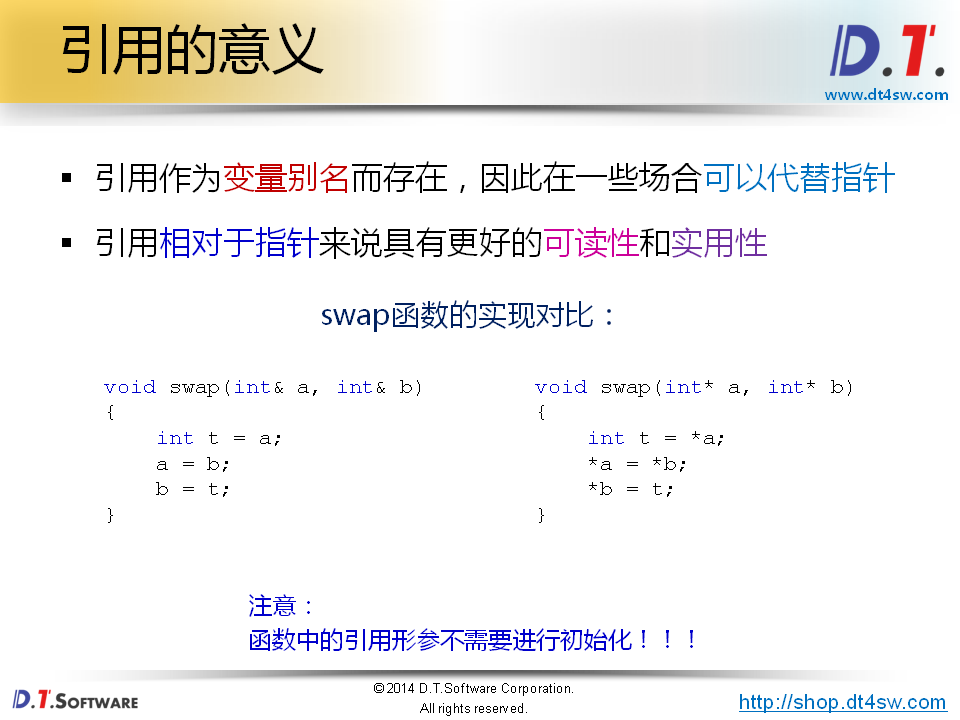 引用的意义
D.T.
www.dt4sw.com
▪ 引用作为变量别名而存在，因此在一些场合可以代替指针
▪ 引用相对于指针来说具有更好的可读性和实用性
swap函数的实现对比：
void swap(int& a, int& b)
{
    int t = a;
    a = b;
    b = t;
}
void swap(int* a, int* b)
{
    int t = *a;
    *a = *b;
    *b = t;
}
注意：
函数中的引用形参不需要进行初始化！！！
D.T.SOFTWARE
©2014 D.T.Software Corporation.
All rights reserved.
http://shop.dt4sw.com